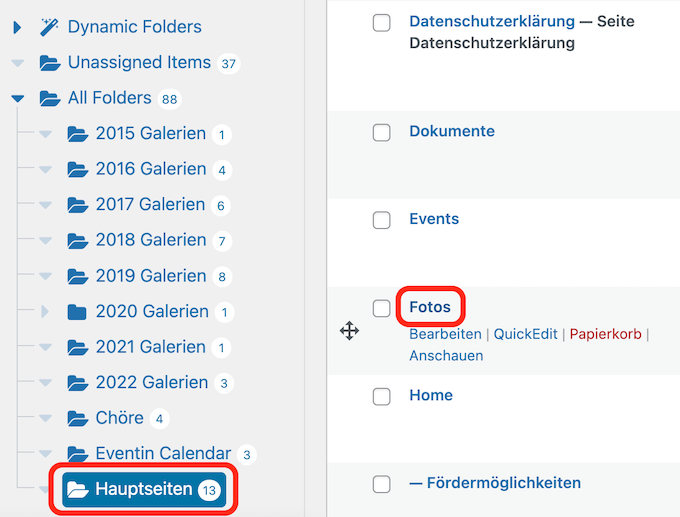 Dynamic Folders
Unassigned Items 37
All Folders 88
2015 Galerien 1
2016 Galerien 4
2017 Galerien 6
2018 Galerien 7
2019 Galerien 8
2020 Galerien 1
2021 Galerien 1
2022 Galerien 3
Chöre 4
Eventin Calendar 3
Hauptseiten 13
Datenschutzerklärung — Seite
Datenschutzerklärung
Dokumente
Events
Fotos
Bearbeiten | QuickEdit | Papierkorb |
Anschauen
Home
— Fördermöglichkeiten